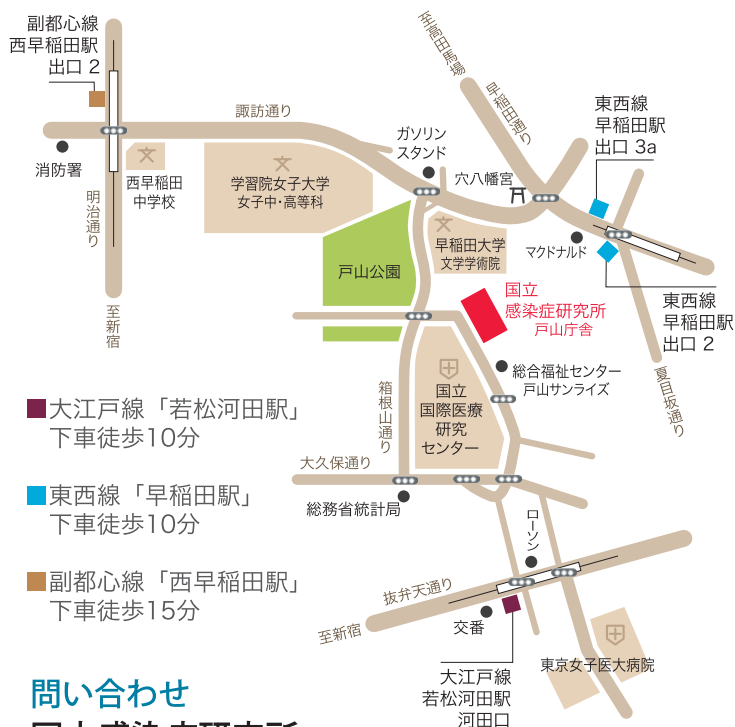 副都心線
西早稲田駅
出口 2
至高田馬場
早稲田通り
東西線
早稲田駅
出口 3a
諏訪通り
ガソリン
スタンド
消防署
西早稲田
中学校
学習院女子大学
女子中・高等科
穴八幡宮
明治通り
早稲田大学
文学学術院
マクドナルド
戸山公園
国立
感染症研究所
戸山庁舎
東西線
早稲田駅
出口 2
至新宿
総合福祉センター
戸山サンライズ
夏目坂通り
箱根山通り
国立
国際医療
研究
センター
■大江戸線「若松河田駅」
下車徒歩10分
大久保通り
総務省統計局
■東西線「早稲田駅」
下車徒歩10分
ローソン
■副都心線「西早稲田駅」
下車徒歩15分
抜弁天通り
至新宿
交番
東京女子医大病院
大江戸線
若松河田駅
河田口
問い合わせ